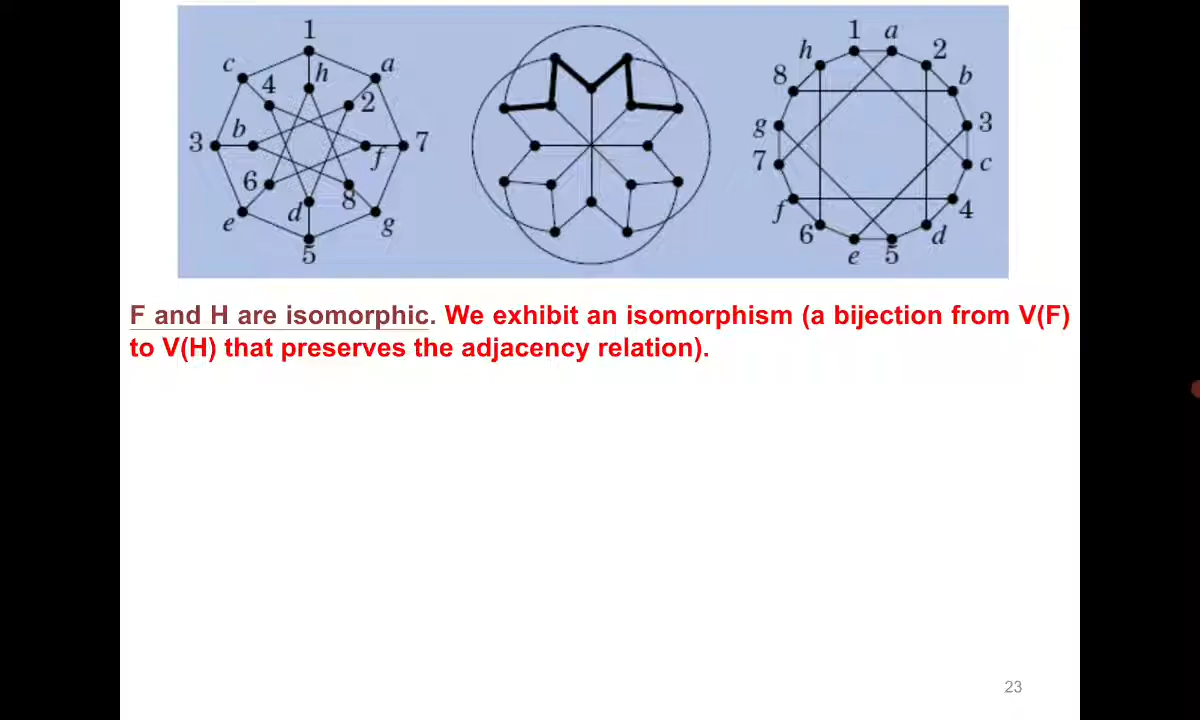 1
c
a
4
h
2
3
b
f
7
6
d
8
e
g
5
1
a
h
2
8
b
g
3
7
c
f
4
6
d
e
5
F and H are isomorphic. We exhibit an isomorphism (a bijection from V(F)
to V(H) that preserves the adjacency relation).
23